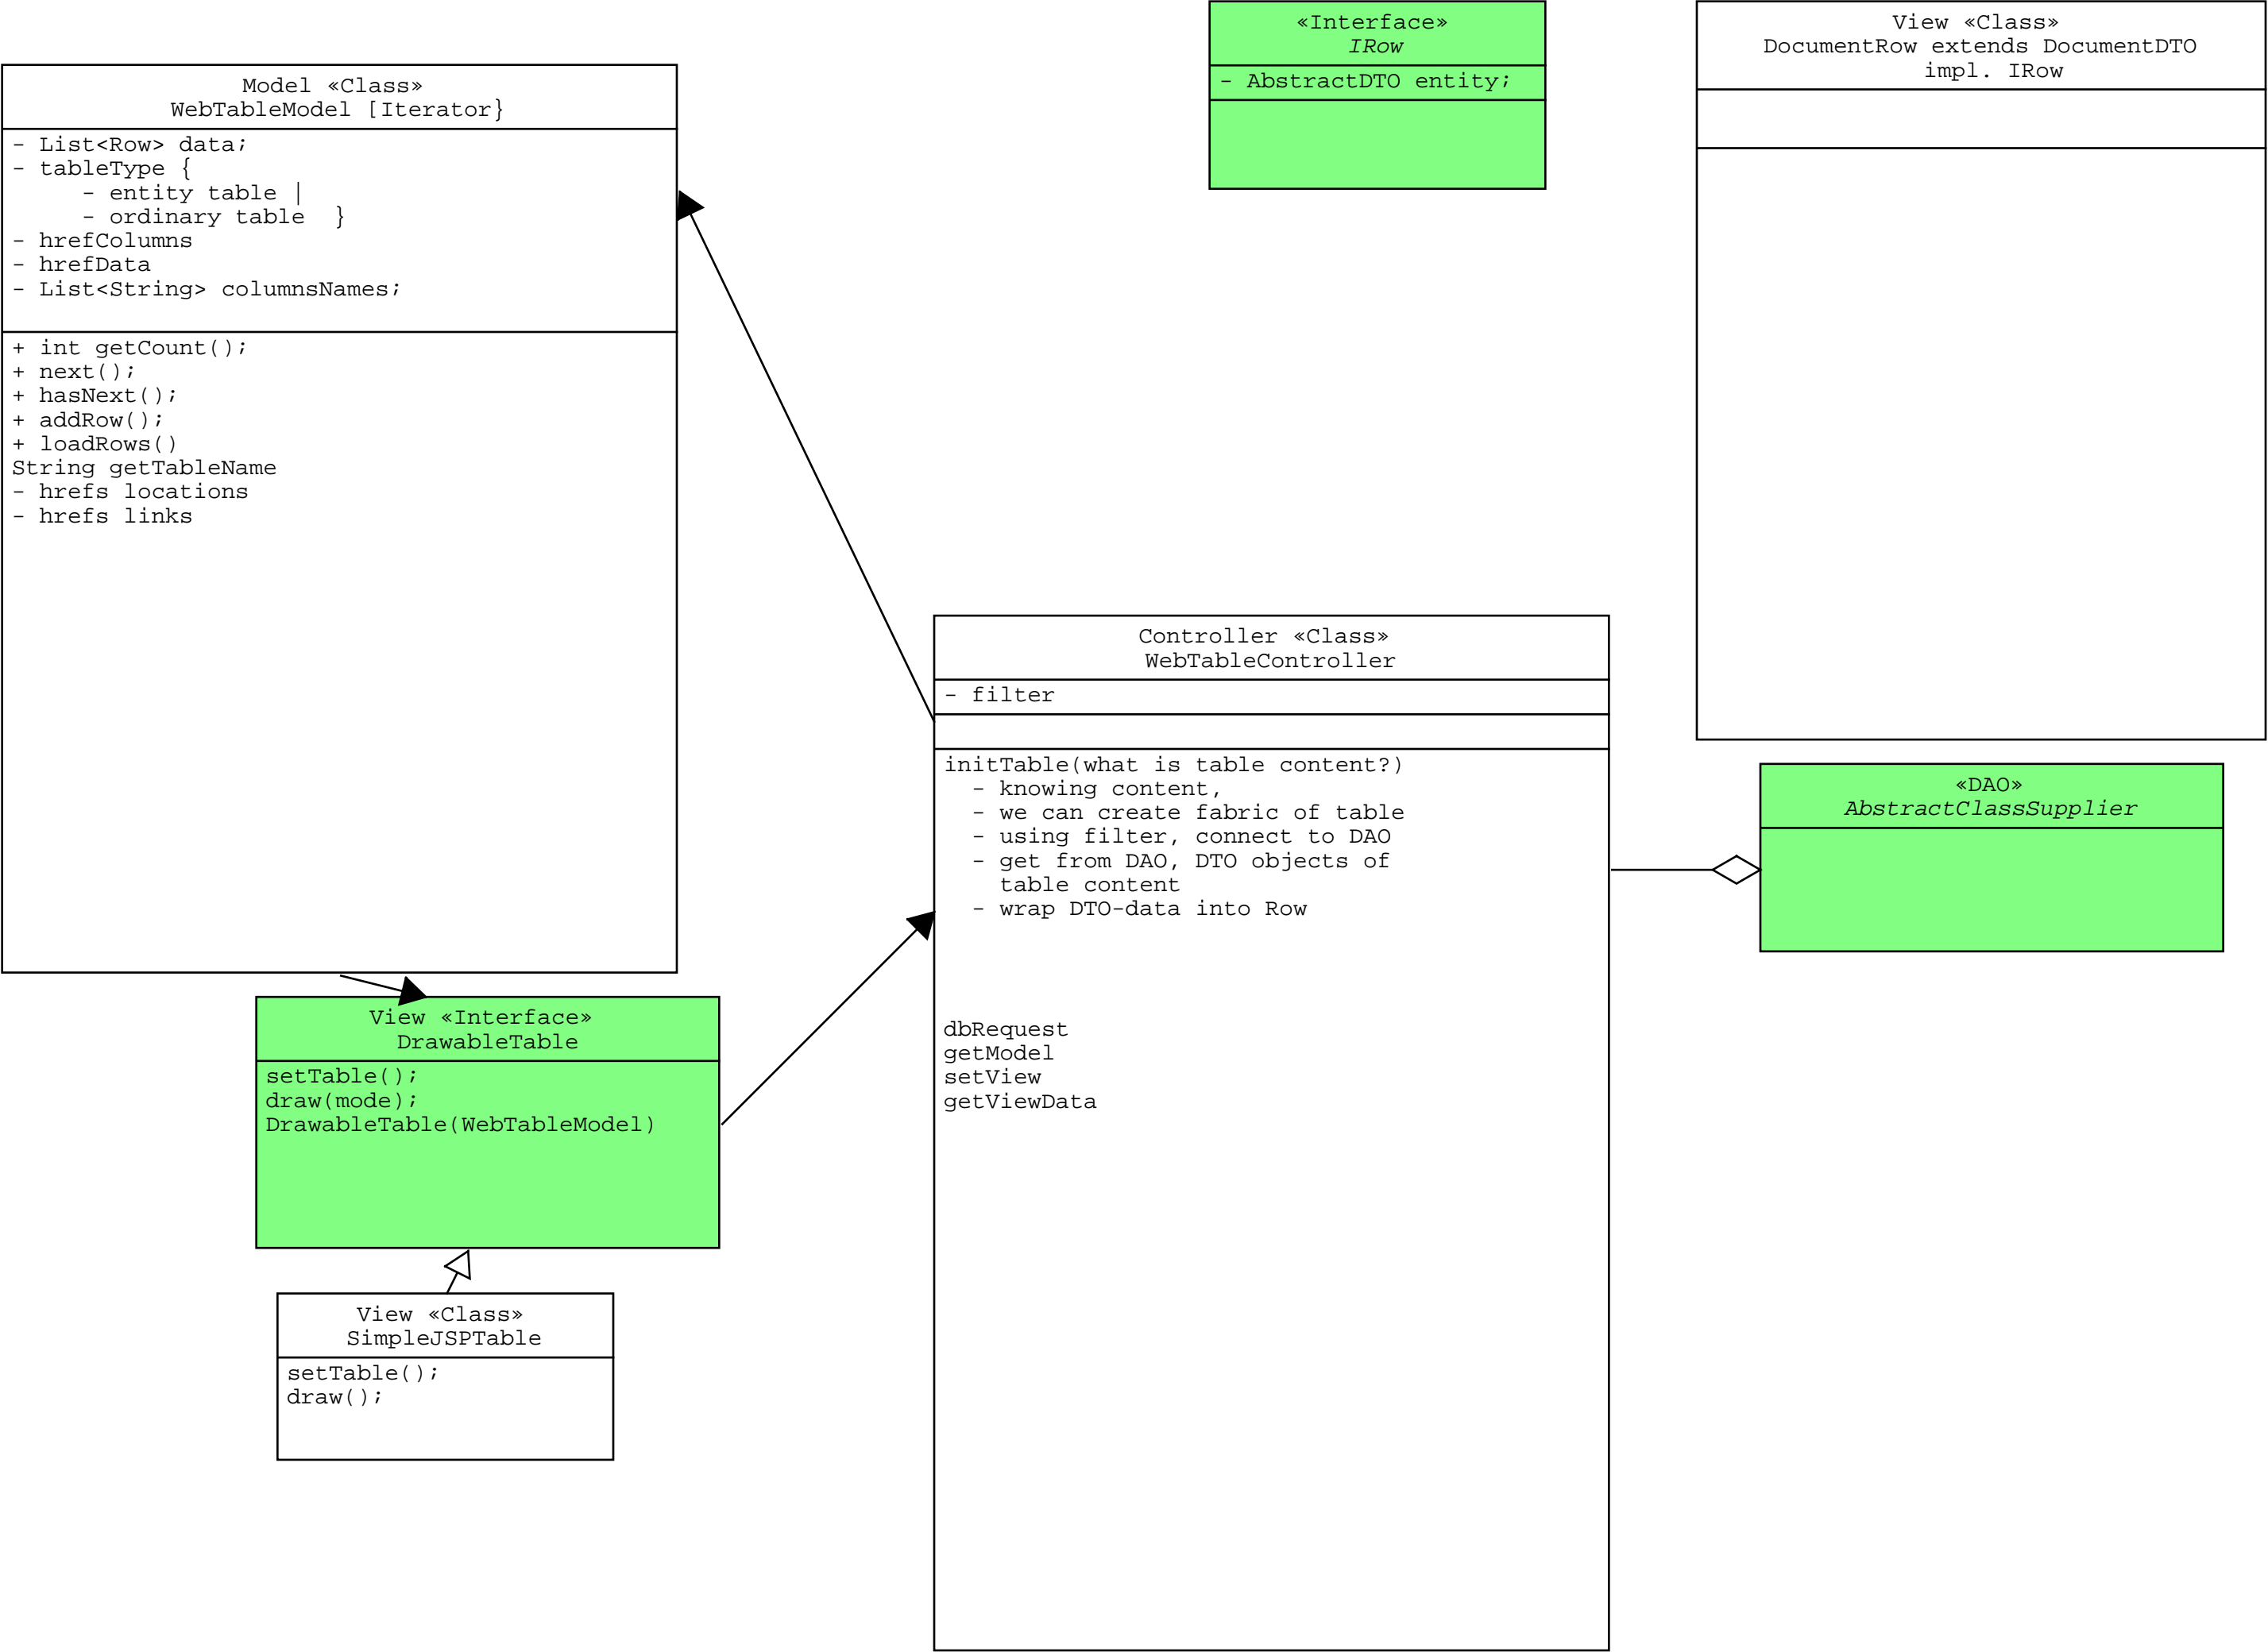 Model «Class»
WebTableModel [Iterator}
- List<Row> data;
- tableType {
- entity table |
- ordinary table }
- hrefColumns
- hrefData
- List<String> columnsNames;
+ int getCount();
+ next();
+ hasNext();
+ addRow();
+ loadRows()
String getTableName
- hrefs locations
- hrefs links
«Interface»
IRow
- AbstractDTO entity;
View «Class»
DocumentRow extends DocumentDTO
impl. IRow
Controller «Class»
WebTableController
- filter
initTable(what is table content?)
- knowing content,
- we can create fabric of table
- using filter, connect to DAO
- get from DAO, DTO objects of
table content
- wrap DTO-data into Row
dbRequest
getModel
setView
getViewData
«DAO»
AbstractClassSupplier
View «Interface»
DrawableTable
setTable();
draw(mode);
DrawableTable(WebTableModel)
View «Class»
SimpleJSPTable
setTable();
draw();